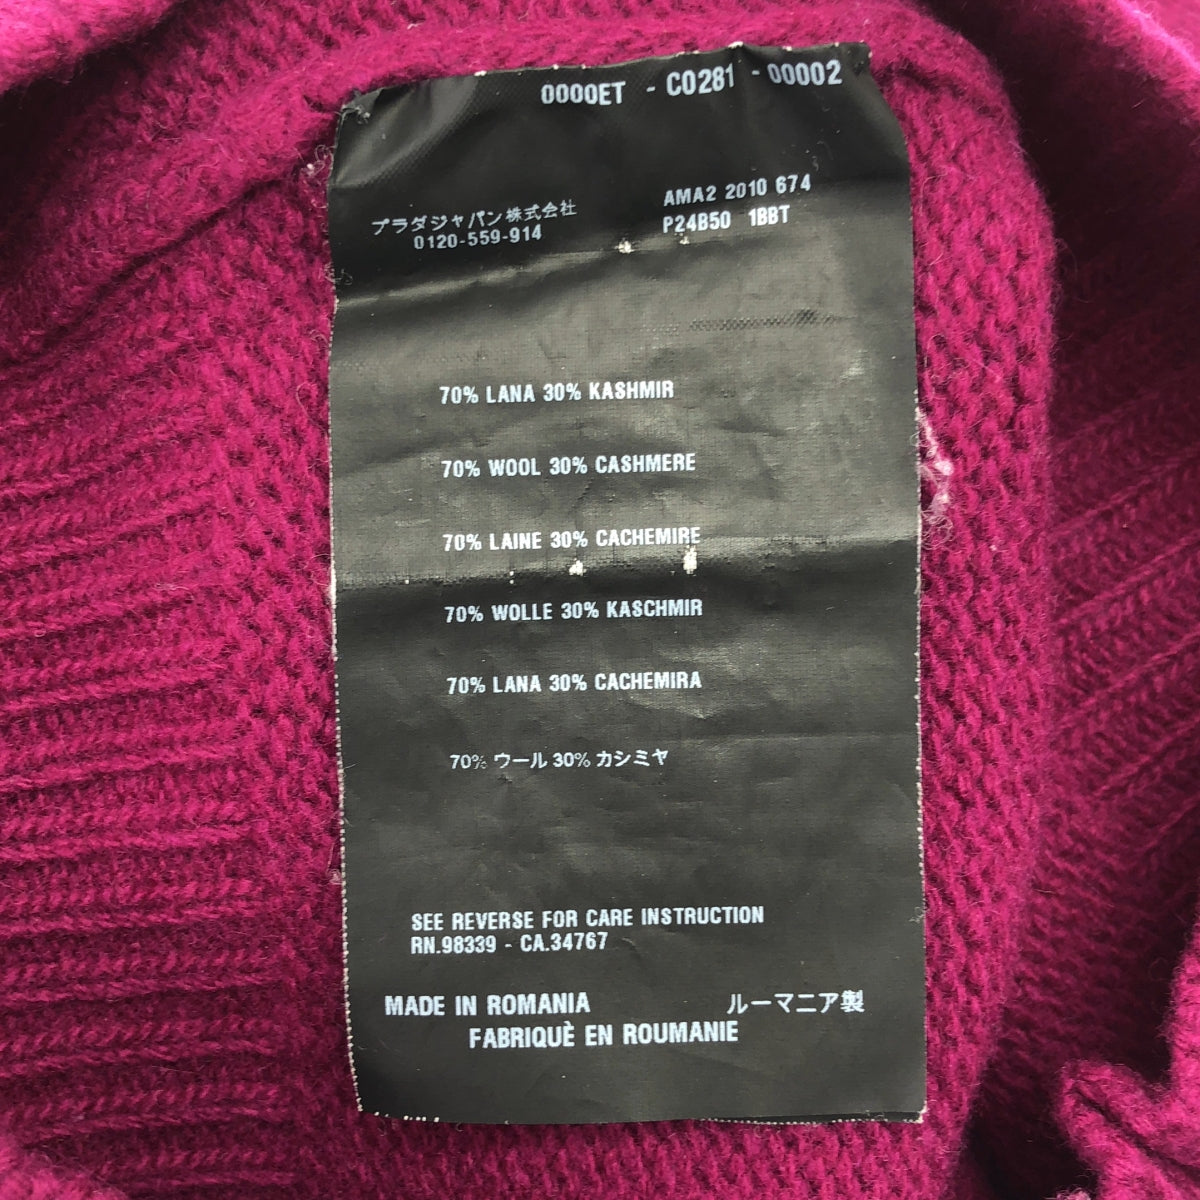 0000ET - C0281 - 00002
プラダジャパン株式会社
0120-559-914
AMA2 2010 674
P24B50 1BBT
70% LANA 30% KASHMIR
70% WOOL 30% CASHMERE
70% LAINE 30% CACHEMIRE
70% WOLLE 30% KASCHMIR
70% LANA 30% CACHEMIRA
70% ウール 30% カシミヤ
SEE REVERSE FOR CARE INSTRUCTION
RN.98339 - CA.34767
MADE IN ROMANIA ルーマニア製
FABRIQUÈ EN ROUMANIE